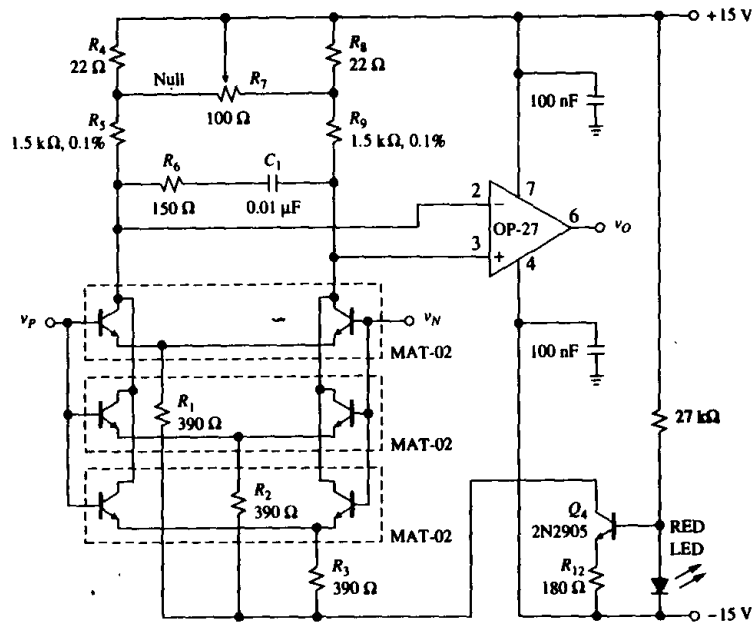 +15 V
R4
22 Ω
R8
22 Ω
Null
R7
100 Ω
100 nF
R5
1.5 kΩ, 0.1%
R9
1.5 kΩ, 0.1%
R6
150 Ω
C1
0.01 µF
2
−
7
OP-27
6
vO
3
+
4
vP
vN
MAT-02
100 nF
R1
390 Ω
MAT-02
27 kΩ
R2
390 Ω
MAT-02
Q4
2N2905
RED
LED
R3
390 Ω
R12
180 Ω
−15 V